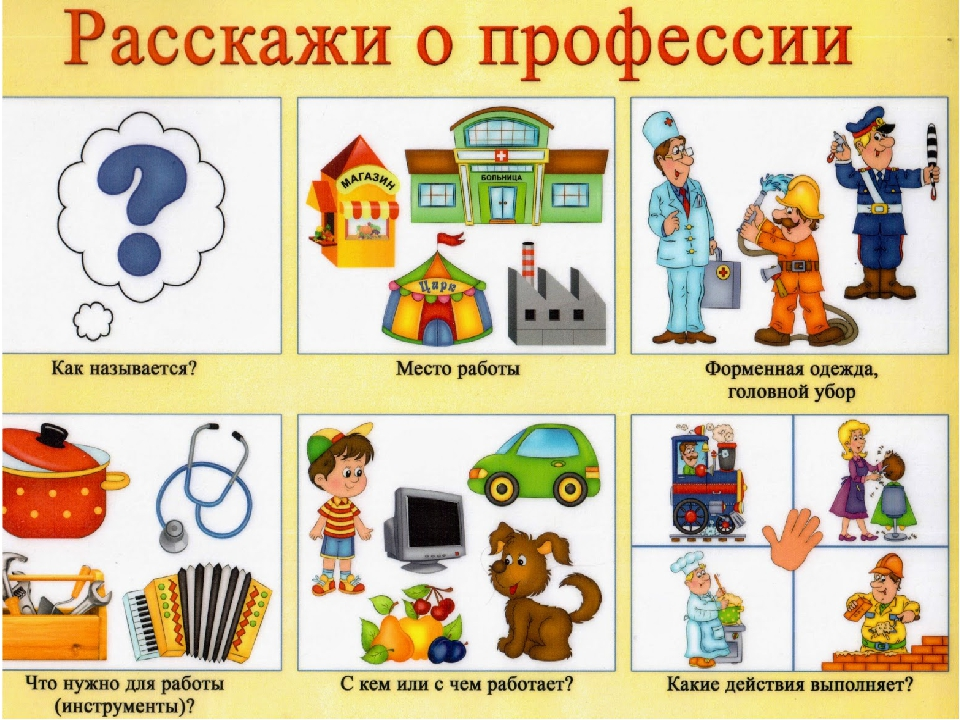 Расскажи о профессии
МАГАЗИН
БОЛЬНИЦА
Цирк
Как называется?
Место работы
Форменная одежда,
головной убор
Что нужно для работы
(инструменты)?
С кем или с чем работает?
Какие действия выполняет?